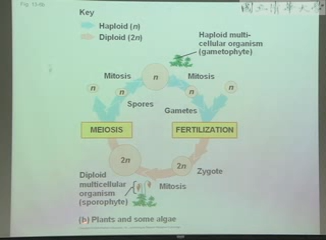 Key
Haploid (n)
Diploid (2n)
Haploid multi-
cellular organism
(gametophyte)
Mitosis
n
Mitosis
n
n
n
n
Spores
Gametes
MEIOSIS
FERTILIZATION
2n
2n
Zygote
Diploid
multicellular
organism
(sporophyte)
Mitosis
(b) Plants and some algae